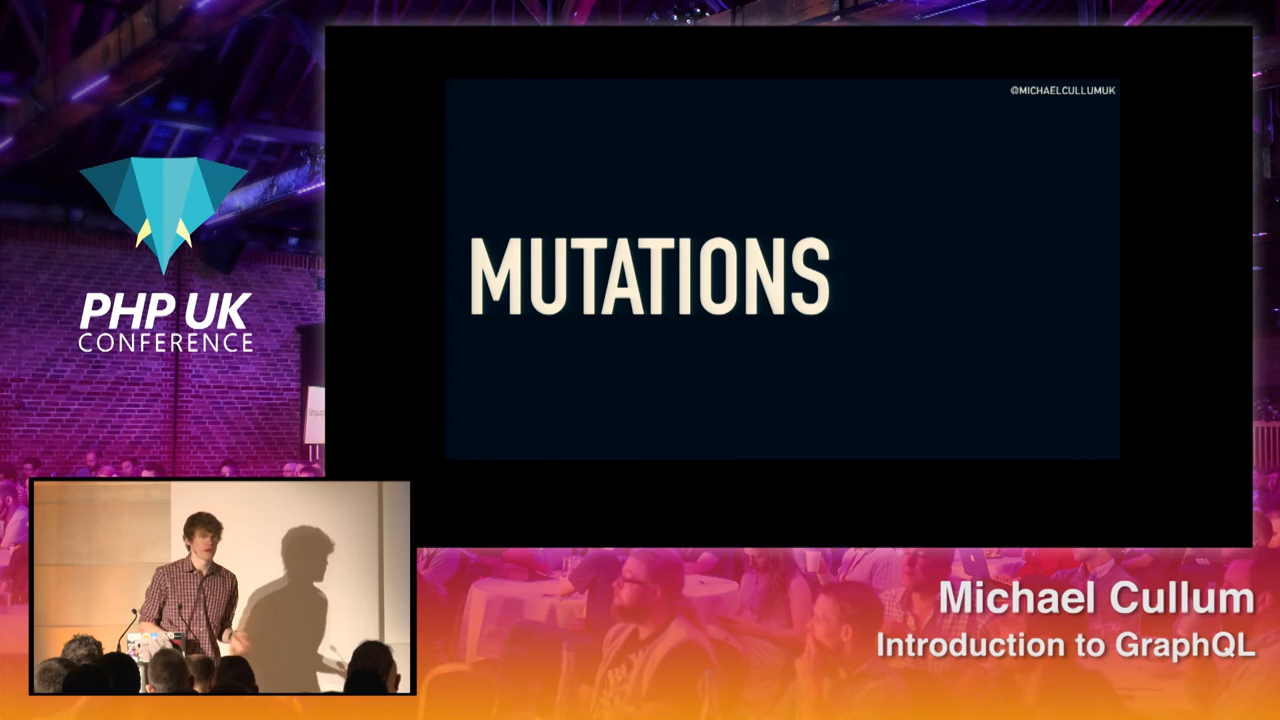 @MICHAELCULLUMUK
MUTATIONS
PHP UK
CONFERENCE
Michael Cullum
Introduction to GraphQL